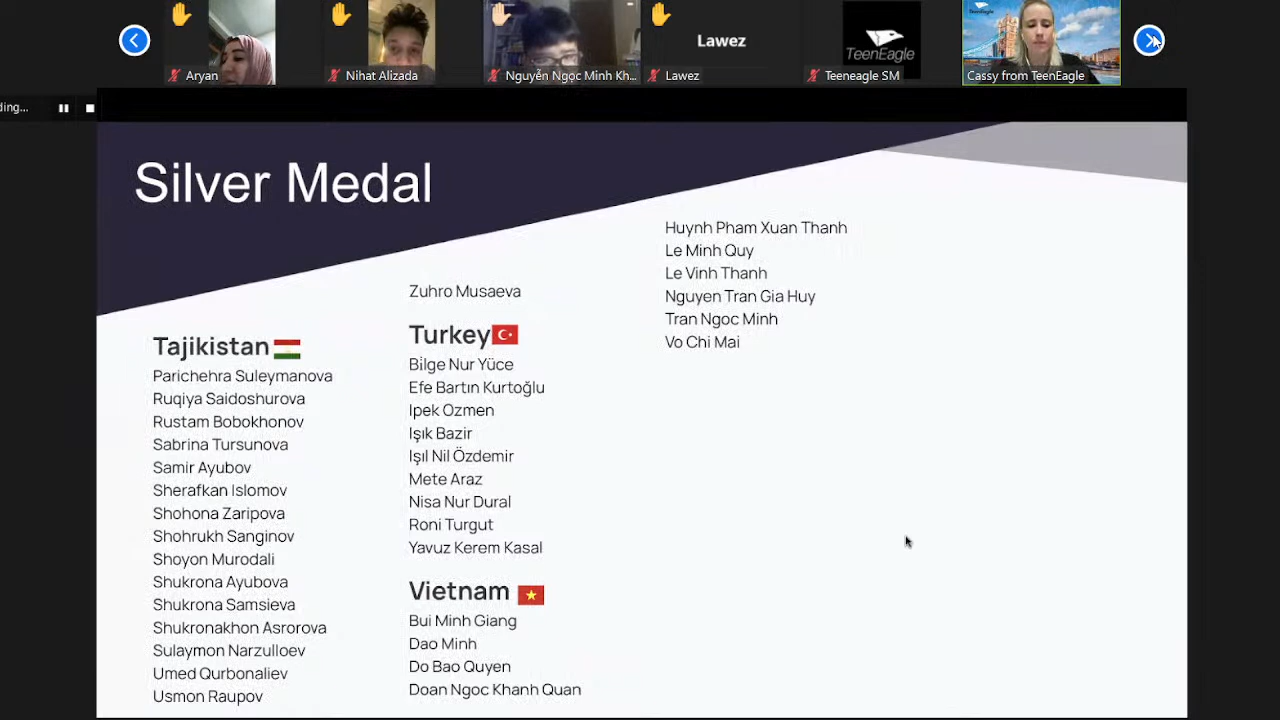 Aryan
Nihat Alizada
Nguyễn Ngọc Minh Kh...
Lawez
Lawez
TeenEagle
Teeneagle SM
TeenEagle
Cassy from TeenEagle
ding...
Silver Medal
Tajikistan
Parichehra Suleymanova
Ruqiya Saidoshurova
Rustam Bobokhonov
Sabrina Tursunova
Samir Ayubov
Sherafkan Islomov
Shohona Zaripova
Shohrukh Sanginov
Shoyon Murodali
Shukrona Ayubova
Shukrona Samsieva
Shukronakhon Asrorova
Sulaymon Narzulloev
Umed Qurbonaliev
Usmon Raupov
Zuhro Musaeva
Turkey
Bilge Nur Yüce
Efe Bartın Kurtoğlu
Ipek Ozmen
Işık Bazir
Işıl Nil Özdemir
Mete Araz
Nisa Nur Dural
Roni Turgut
Yavuz Kerem Kasal
Vietnam
Bui Minh Giang
Dao Minh
Do Bao Quyen
Doan Ngoc Khanh Quan
Huynh Pham Xuan Thanh
Le Minh Quy
Le Vinh Thanh
Nguyen Tran Gia Huy
Tran Ngoc Minh
Vo Chi Mai